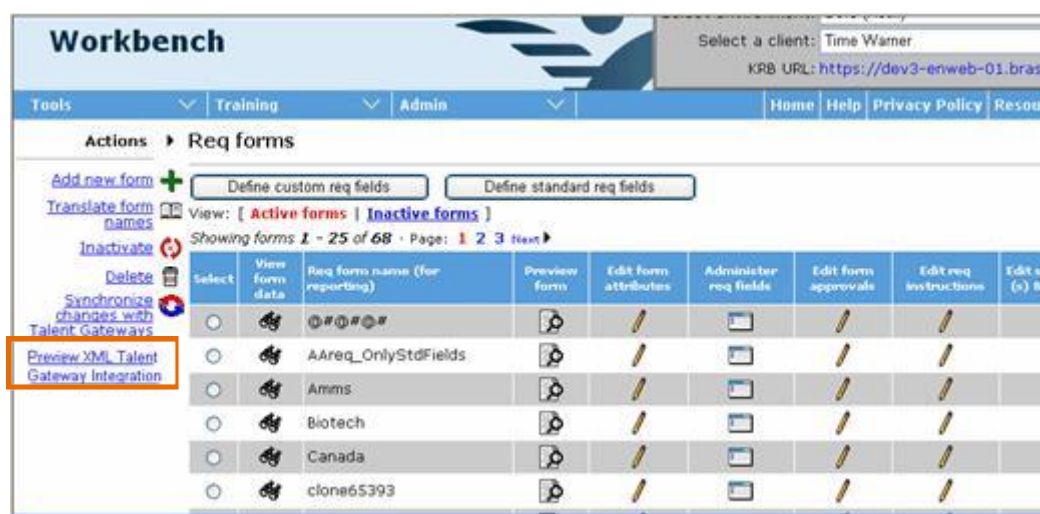 Workbench
Select a client: Time Warner
KRB URL: https://dev3-enweb-01.bras
Tools Training Admin Home Help Privacy Policy Resou
Actions Req forms
Add new form
Translate form names
Inactivate
Delete
Synchronize changes with Talent Gateways
Preview XML Talent
Gateway Integration
Define custom req fields Define standard req fields
View: [ Active forms | Inactive forms ]
Showing forms 1 - 25 of 68 · Page: 1 2 3 Next
Select View form data Req form name (for reporting) Preview form Edit form attributes Administer req fields Edit form approvals Edit req instructions
@#@#@#
AAreq_OnlyStdFields
Amms
Biotech
Canada
clone65393